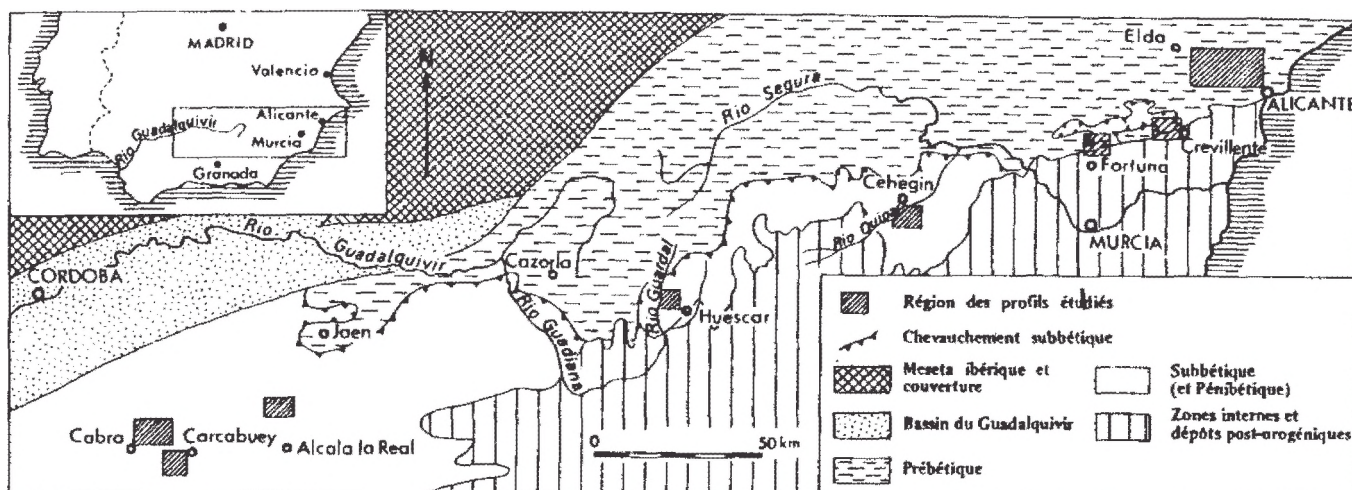 MADRID
Valencia
Alicante
Rio Guadalquivir
Murcia
Granada
N
Elda
ALICANTE
Rio Segura
Crevillente
Fortuna
Cehegin
Rio Quipar
MURCIA
Rio Guadalquivir
CORDOBA
Cazorla
Rio Guardal
Huescar
Jaen
Rio Guadiana
Cabra
Carcabuey
Alcala la Real
0 50 km
Région des profils étudiés
Chevauchement subbétique
Meseta ibérique et
couverture
Subbétique
(et Pénibétique)
Bassin du Guadalquivir
Zones internes et
dépôts post-orogéniques
Prébétique